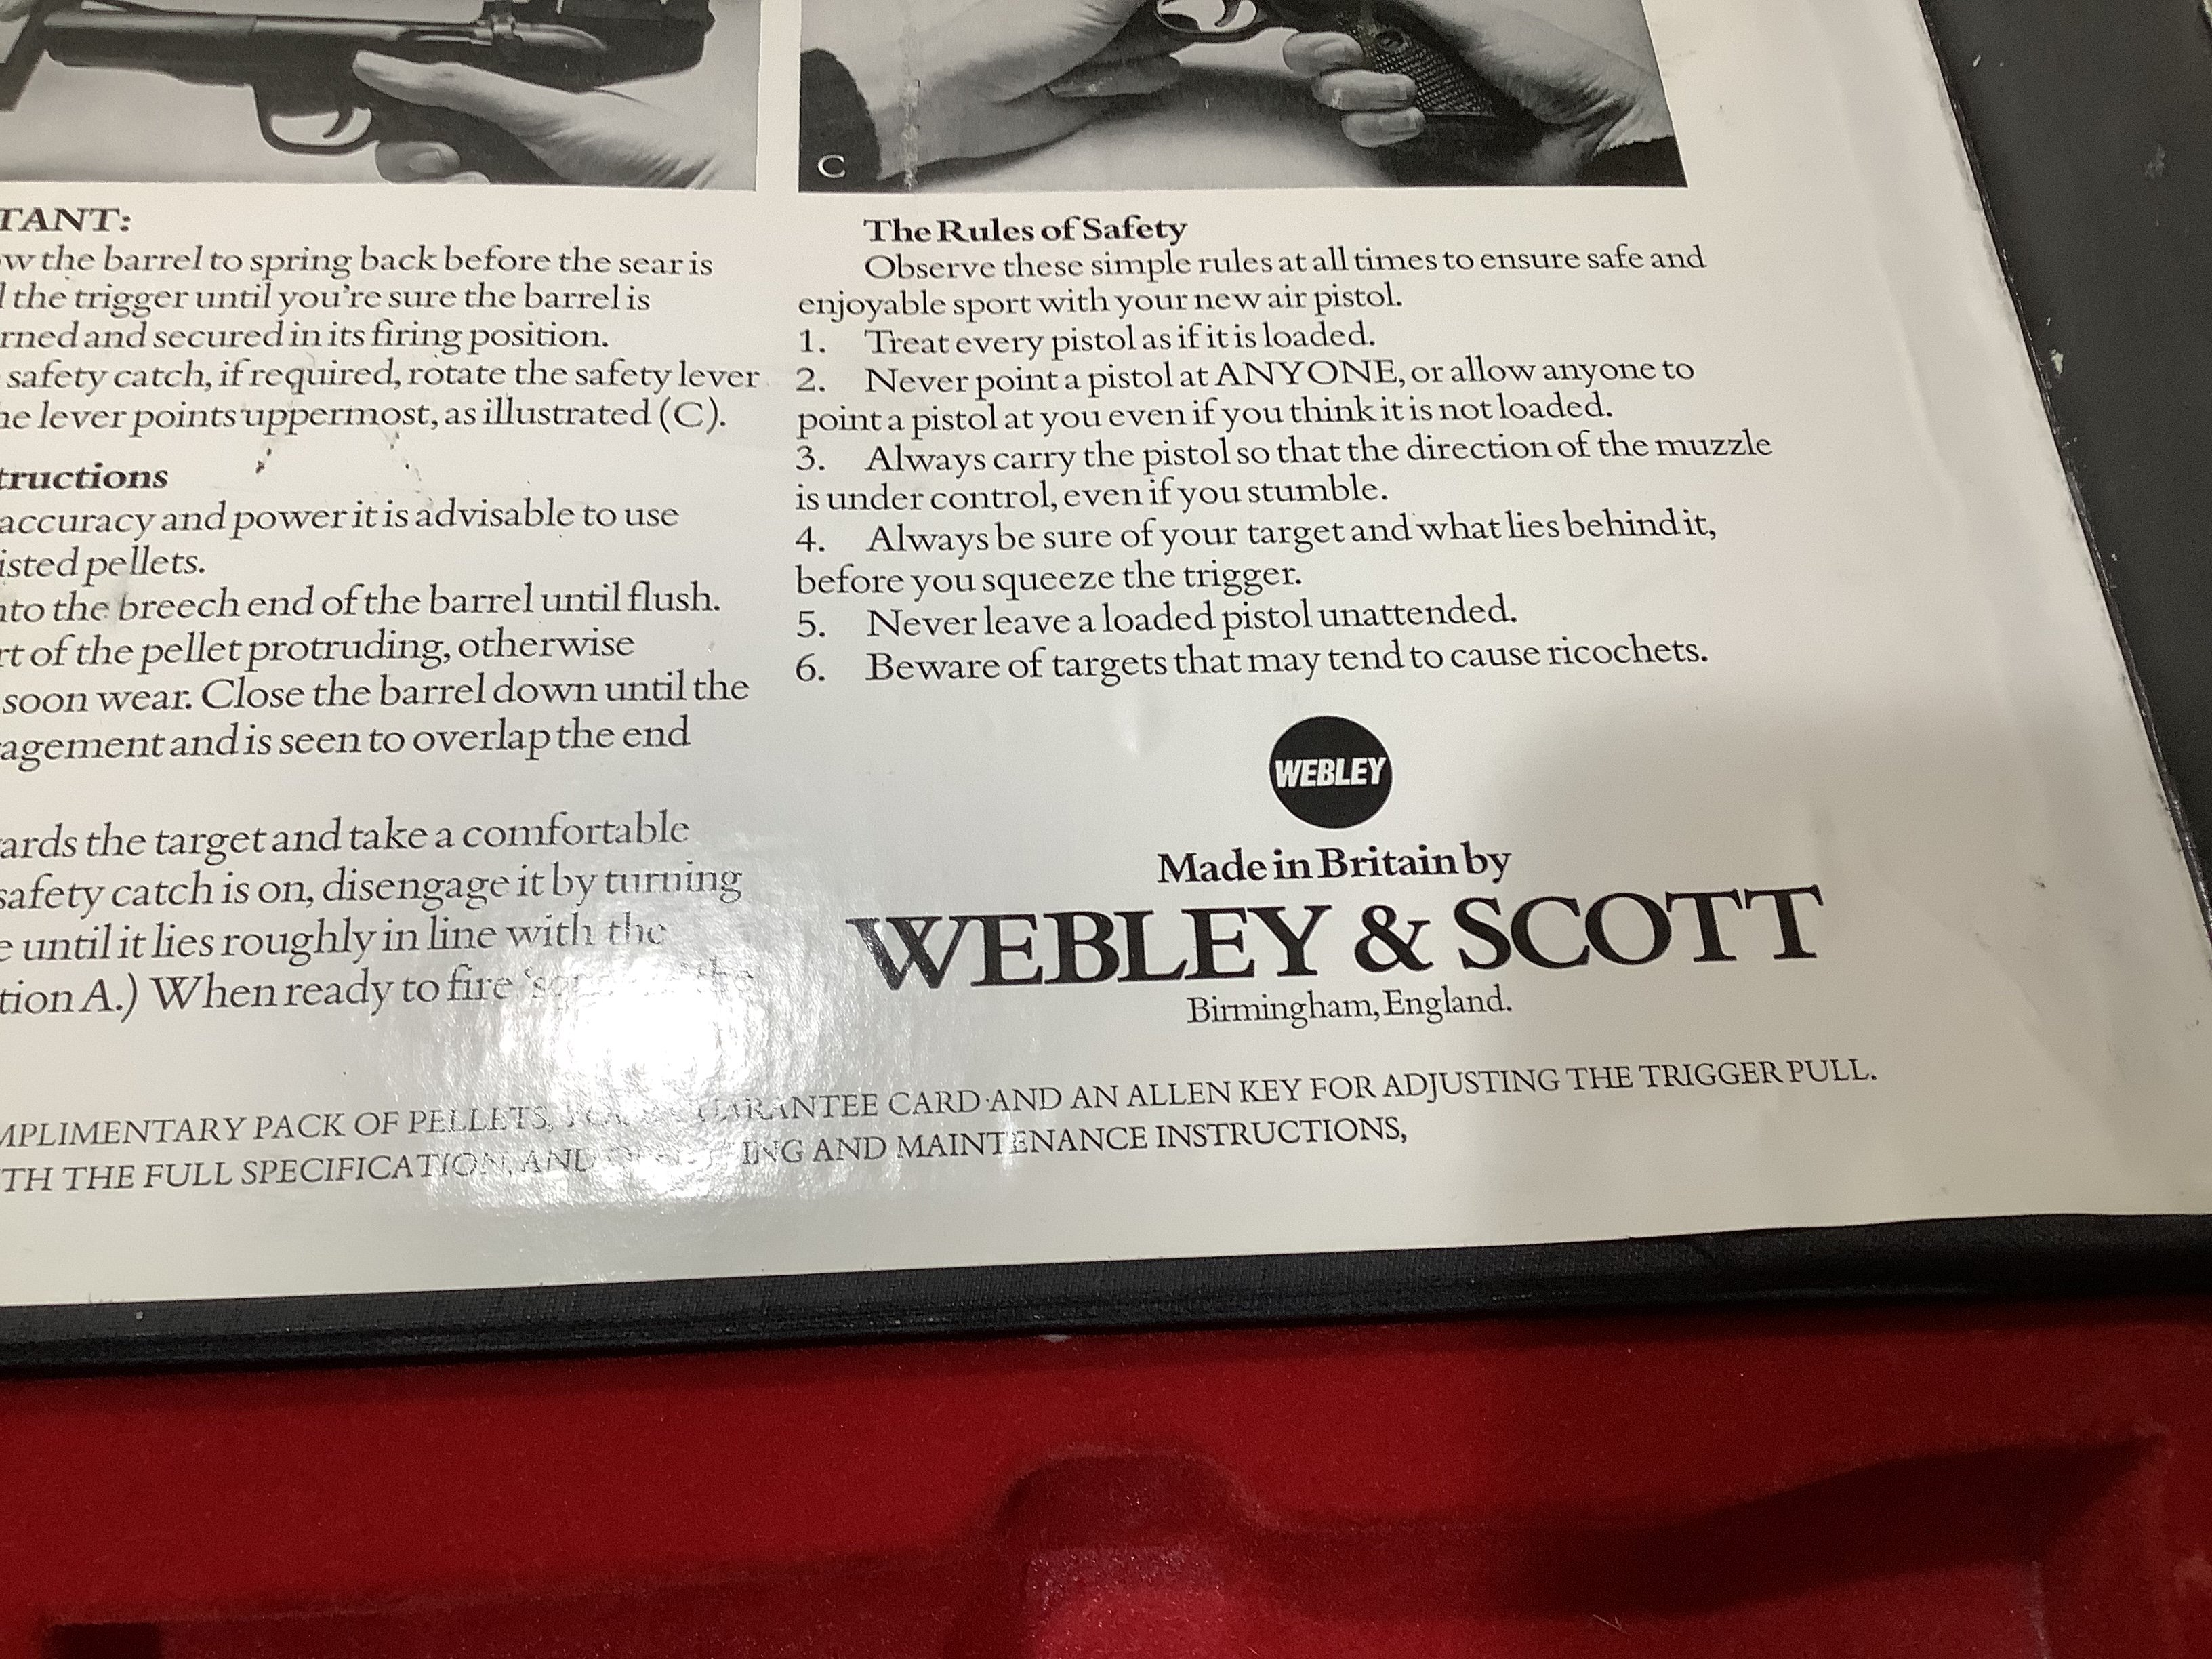 TANT:
the barrel to spring back before the sear is
the trigger until you're sure the barrel is
and secured in its firing position.
safety catch, if required, rotate the safety lever
lever points uppermost, as illustrated (C).
accuracy and power it is advisable to use
pellets.
the breech end of the barrel until flush.
of the pellet protruding, otherwise
soon wear. Close the barrel down until the
and is seen to overlap the end
the target and take a comfortable
safety catch is on, disengage it by turning
until it lies roughly in line with the
A.) When ready to fire
C
The Rules of Safety
Observe these simple rules at all times to ensure safe and
enjoyable sport with your new air pistol.
1. Treat every pistol as if it is loaded.
2. Never point a pistol at ANYONE, or allow anyone to
point a pistol at you even if you think it is not loaded.
3. Always carry the pistol so that the direction of the muzzle
is under control, even if you stumble.
4. Always be sure of your target and what lies behind it,
before you squeeze the trigger.
5. Never leave a loaded pistol unattended.
6. Beware of targets that may tend to cause ricochets.
WEBLEY
Made in Britain by
WEBLEY & SCOTT
Birmingham, England.
PACK OF PELLETS, GUARANTEE CARD AND AN ALLEN KEY FOR ADJUSTING THE TRIGGER PULL.
THE FULL SPECIFICATION, AND AND MAINTENANCE INSTRUCTIONS,